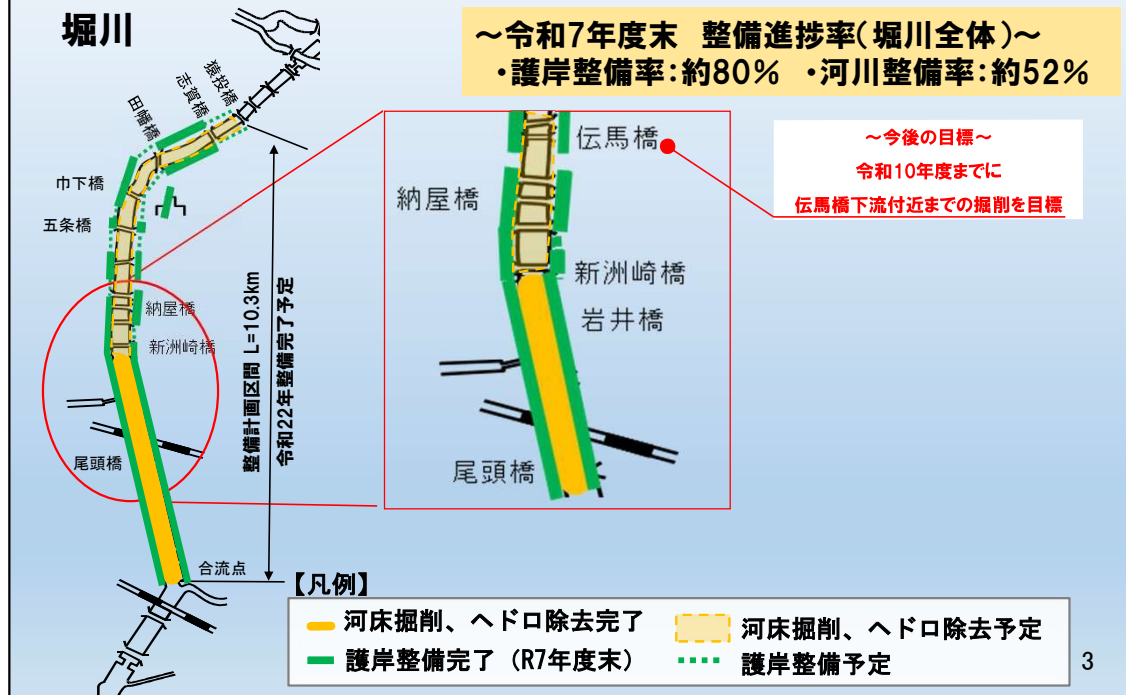 堀川
～令和7年度末 整備進捗率(堀川全体)～
・護岸整備率:約80% ・河川整備率:約52%
～今後の目標～
令和10年度までに
伝馬橋下流付近までの掘削を目標
猿投橋
志賀橋
田幡橋
巾下橋
五条橋
納屋橋
新洲崎橋
尾頭橋
合流点
整備計画区間 L=10.3km
令和22年整備完了予定
伝馬橋
納屋橋
新洲崎橋
岩井橋
尾頭橋
【凡例】
河床掘削、ヘドロ除去完了
河床掘削、ヘドロ除去予定
護岸整備完了(R7年度末)
護岸整備予定
3